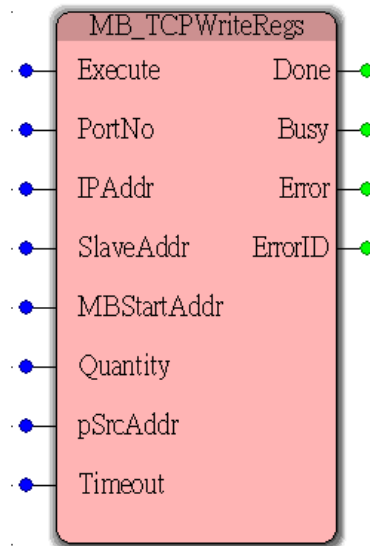 MB_TCPWriteRegs
Execute Done
PortNo Busy
IPAddr Error
SlaveAddr ErrorID
MBStartAddr
Quantity
pSrcAddr
Timeout